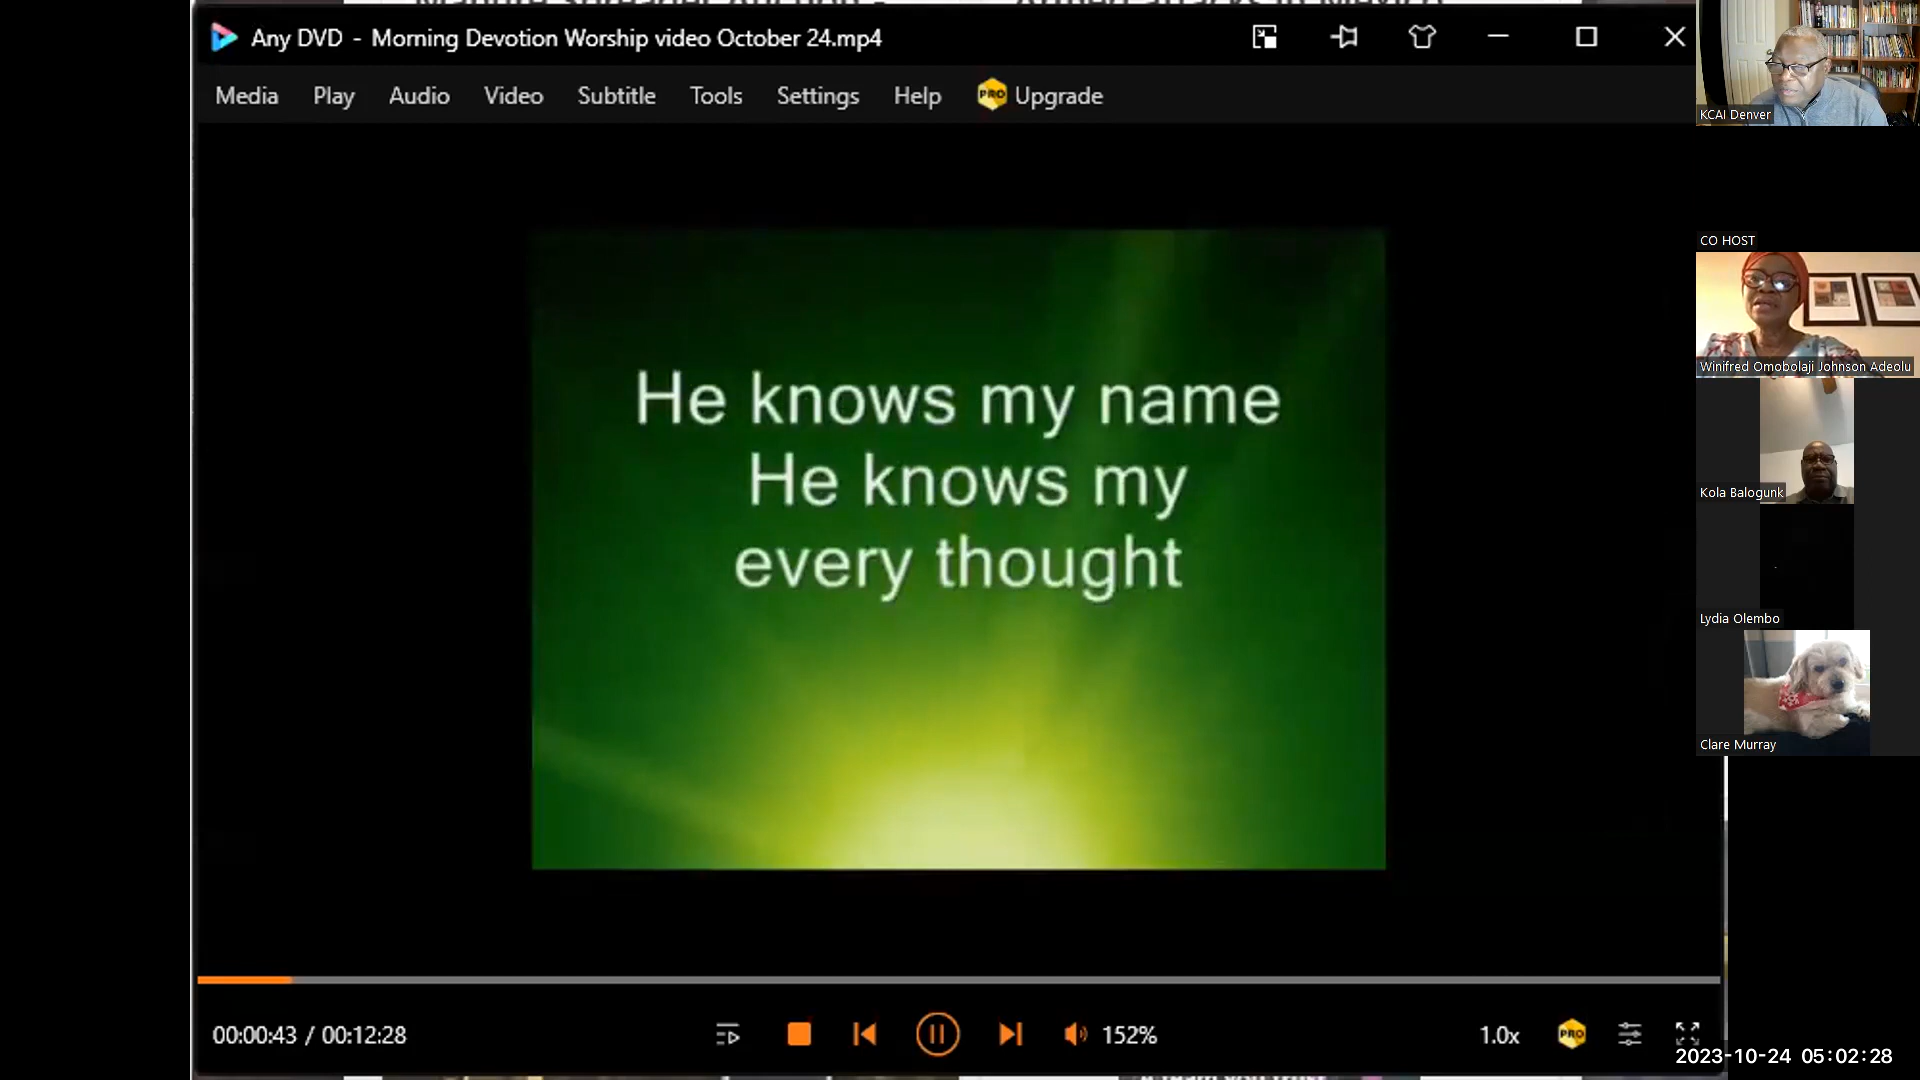 Any DVD - Morning Devotion Worship video October 24.mp4
Media Play Audio Video Subtitle Tools Settings Help PRO Upgrade
He knows my name
He knows my
every thought
00:00:43 / 00:12:28
152%
1.0x PRO
KCAI Denver
CO HOST
Winifred Omobolaji Johnson Adeolu
Kola Balogunk
Lydia Olembo
Clare Murray
2023-10-24 05:02:28